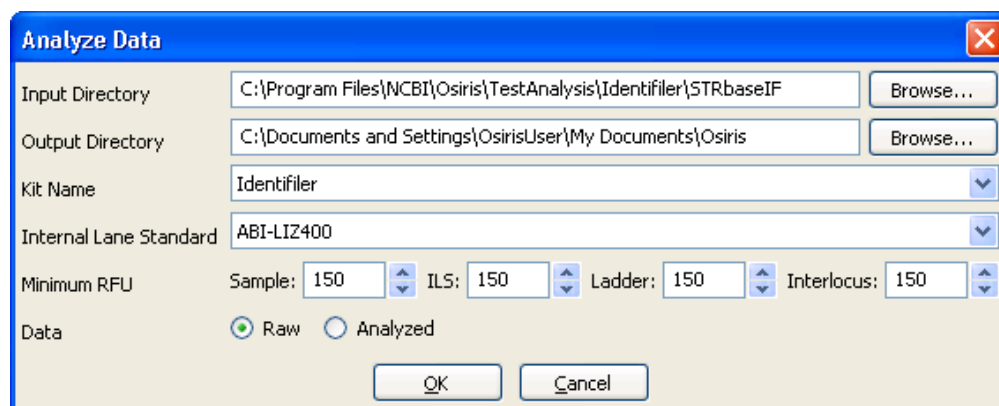 Analyze Data
Input Directory C:\Program Files\NCBI\Osiris\TestAnalysis\Identifiler\STRbaseIF Browse...
Output Directory C:\Documents and Settings\OsirisUser\My Documents\Osiris Browse...
Kit Name Identifiler
Internal Lane Standard ABI-LIZ400
Minimum RFU Sample: 150 ILS: 150 Ladder: 150 Interlocus: 150
Data Raw Analyzed
OK Cancel